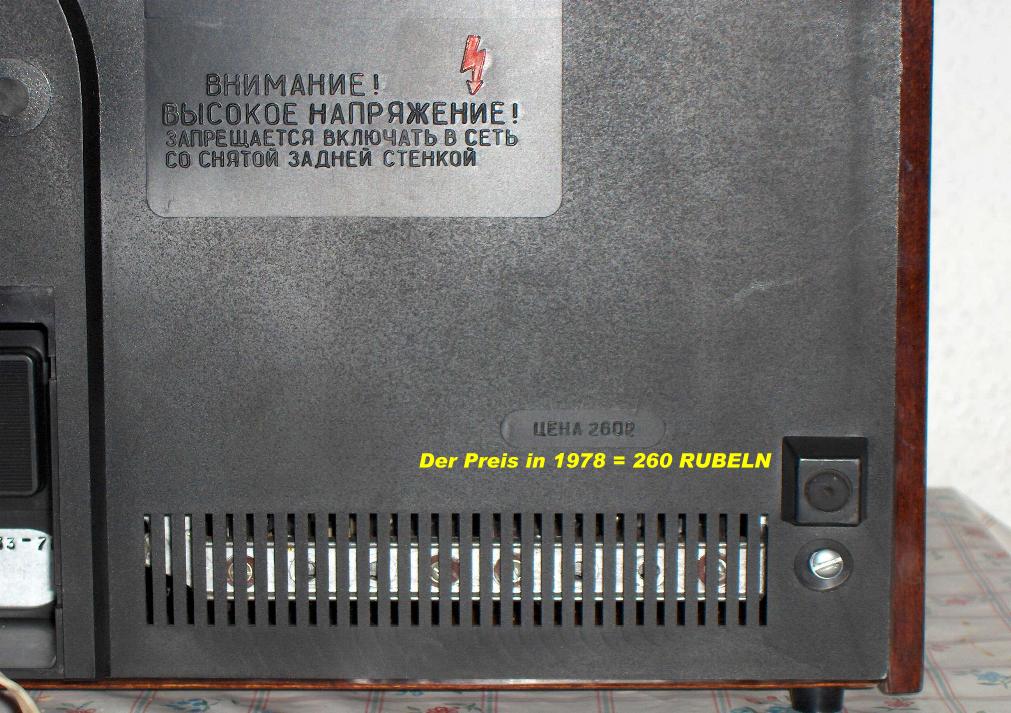 ВНИМАНИЕ!
ВЫСОКОЕ НАПРЯЖЕНИЕ!
ЗАПРЕЩАЕТСЯ ВКЛЮЧАТЬ В СЕТЬ
СО СНЯТОЙ ЗАДНЕЙ СТЕНКОЙ
ЦЕНА 260Р
Der Preis in 1978 = 260 RUBELN